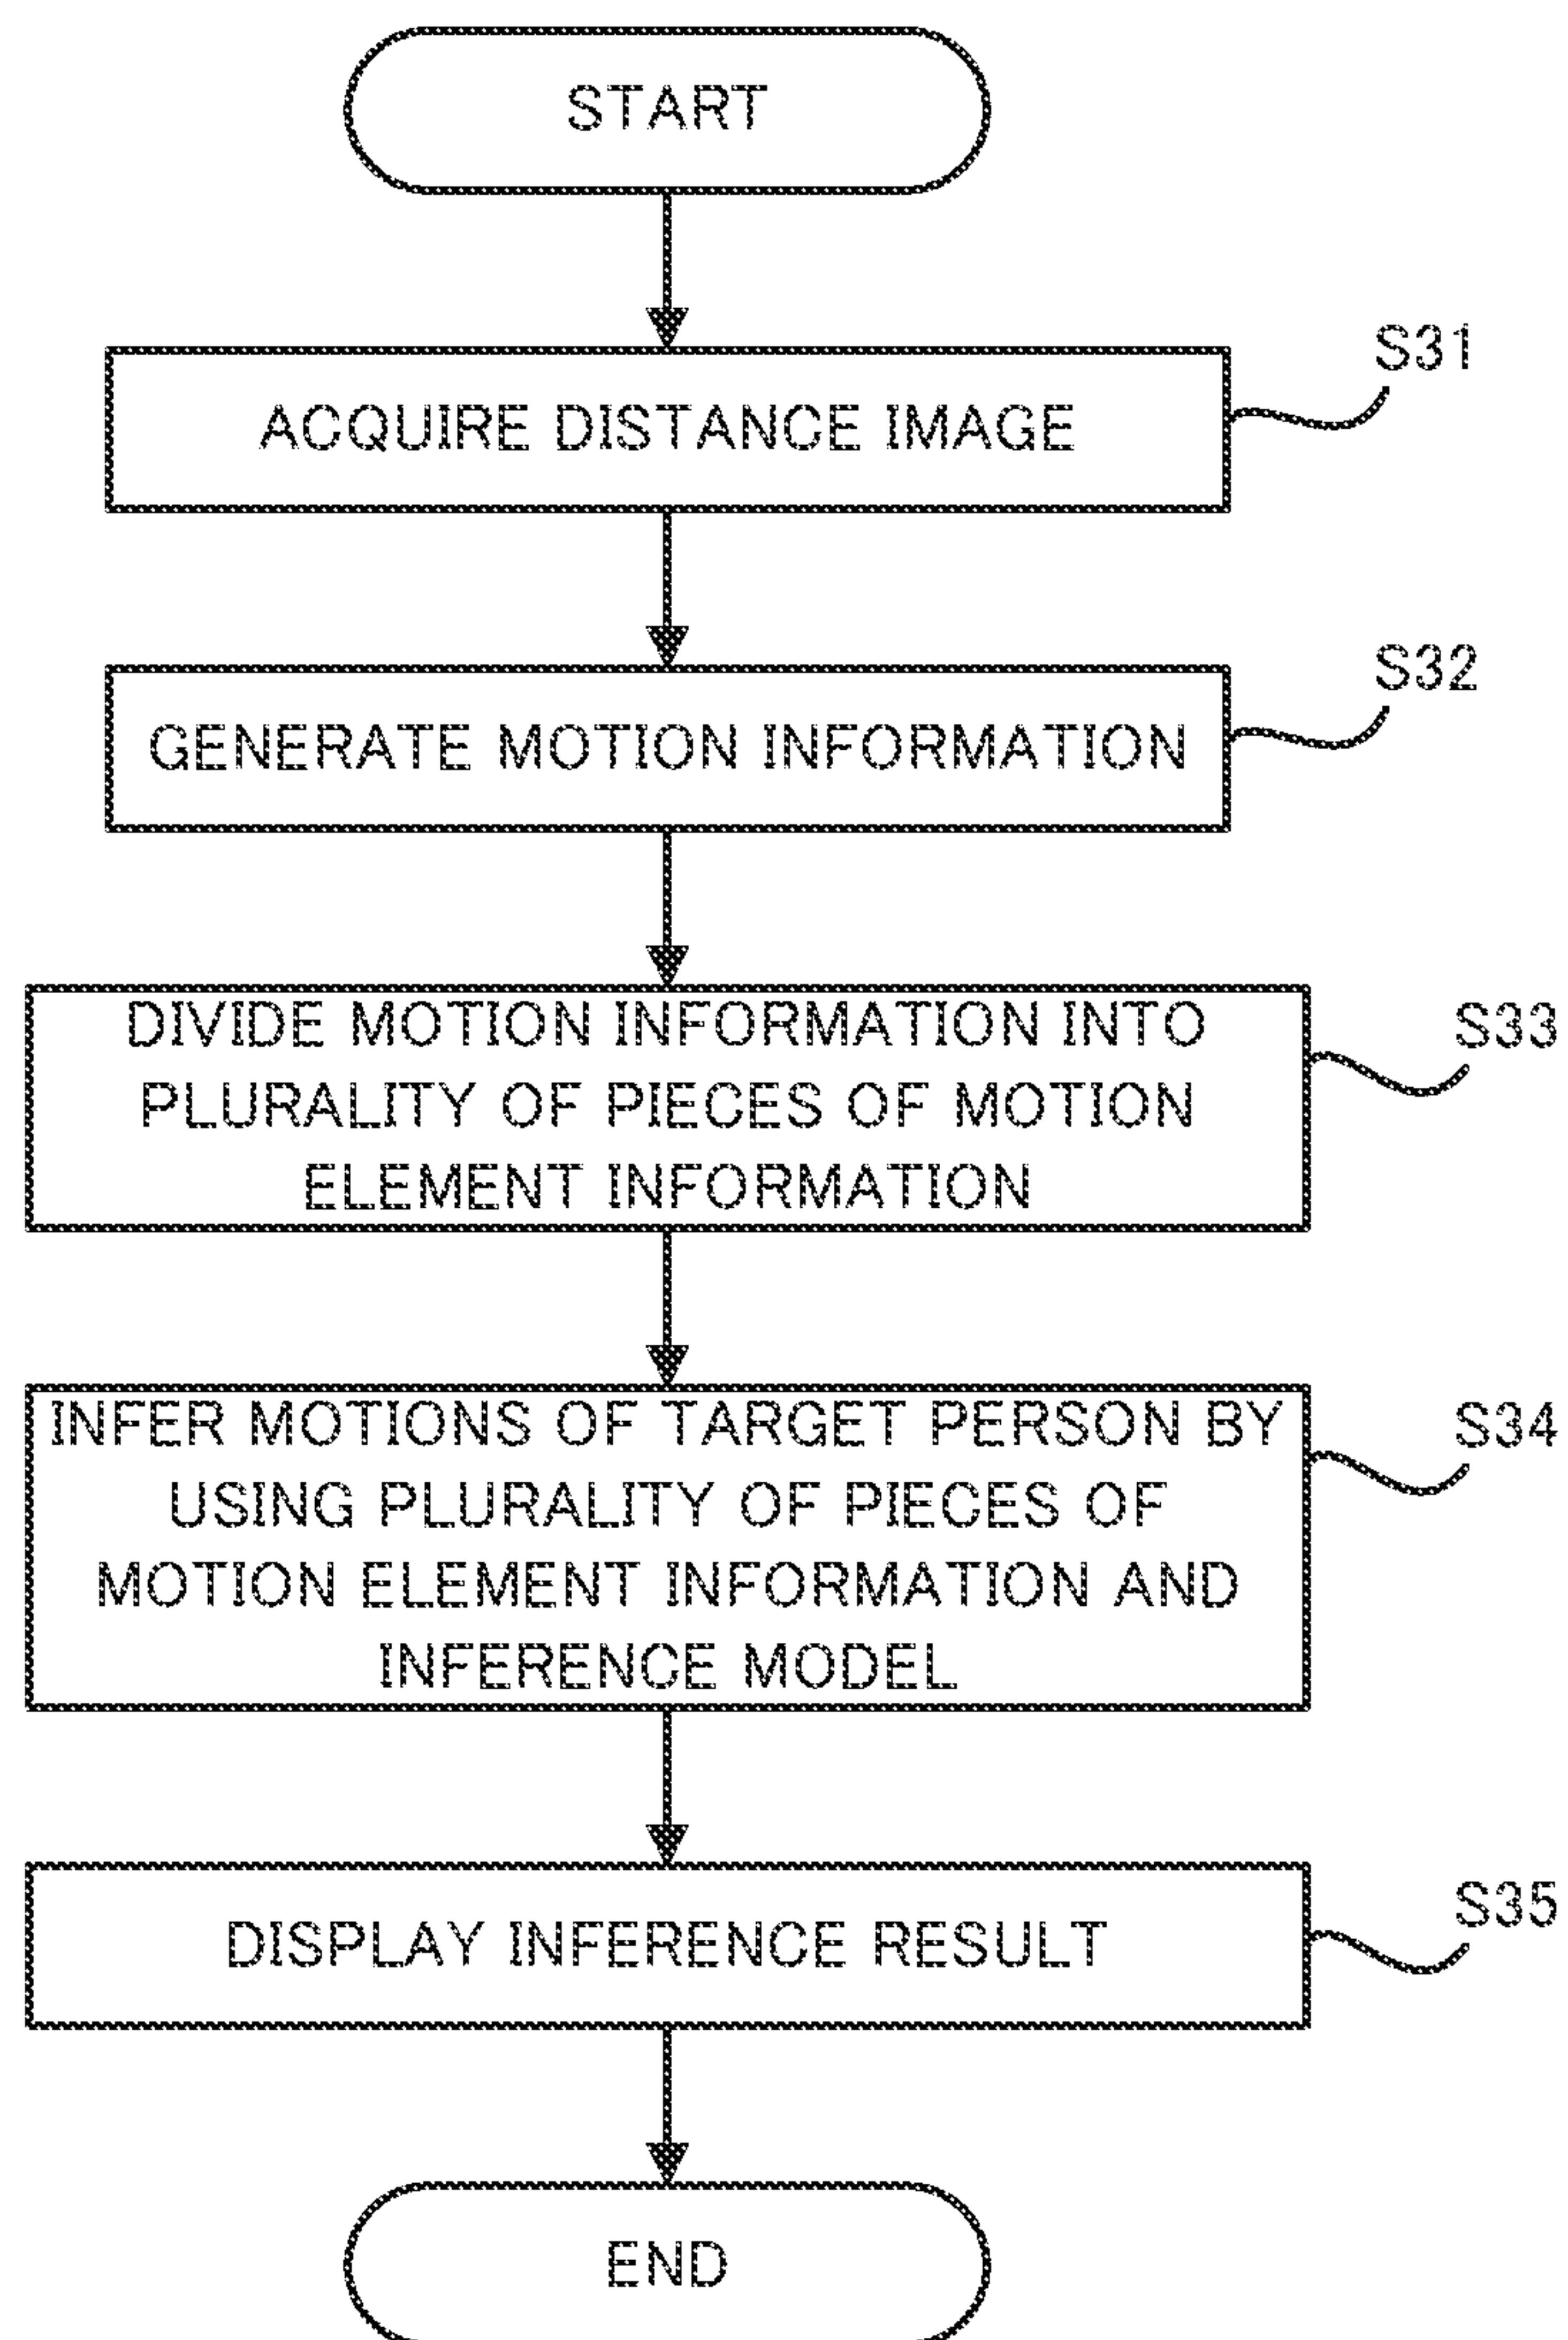 START
S31
ACQUIRE DISTANCE IMAGE
S32
GENERATE MOTION INFORMATION
S33
DIVIDE MOTION INFORMATION INTO
PLURALITY OF PIECES OF MOTION
ELEMENT INFORMATION
S34
INFER MOTIONS OF TARGET PERSON BY
USING PLURALITY OF PIECES OF
MOTION ELEMENT INFORMATION AND
INFERENCE MODEL
S35
DISPLAY INFERENCE RESULT
END